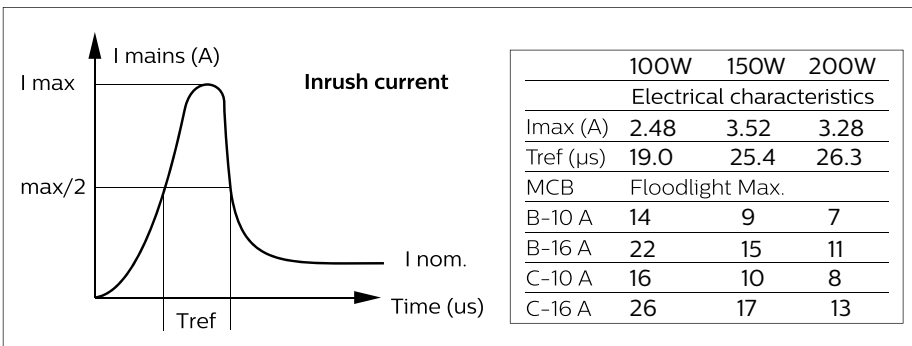 I mains (A)
I max
Inrush current
max/2
I nom.
Time (us)
Tref
100W 150W 200W
Electrical characteristics
Imax (A) 2.48 3.52 3.28
Tref (µs) 19.0 25.4 26.3
MCB Floodlight Max.
B-10 A 14 9 7
B-16 A 22 15 11
C-10 A 16 10 8
C-16 A 26 17 13